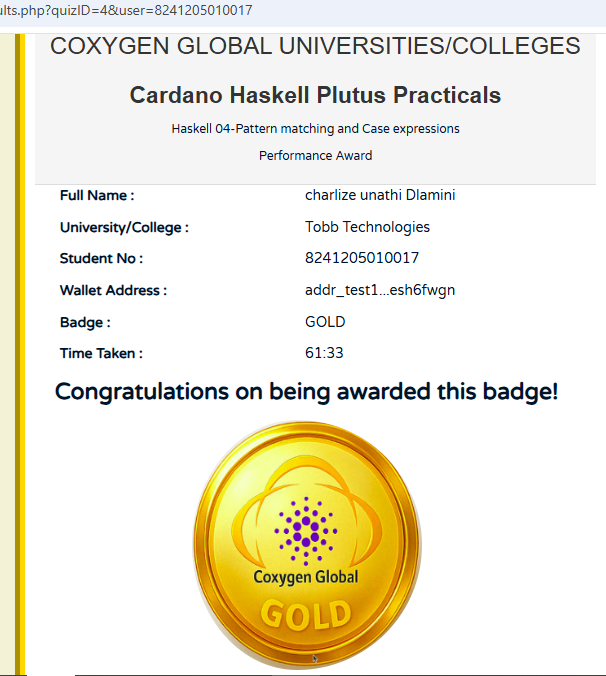 ults.php?quizID=4&user=8241205010017
COXYGEN GLOBAL UNIVERSITIES/COLLEGES
Cardano Haskell Plutus Practicals
Haskell 04-Pattern matching and Case expressions
Performance Award
Full Name : charlize unathi Dlamini
University/College : Tobb Technologies
Student No : 8241205010017
Wallet Address : addr_test1...esh6fwgn
Badge : GOLD
Time Taken : 61:33
Congratulations on being awarded this badge!
Coxygen Global
GOLD